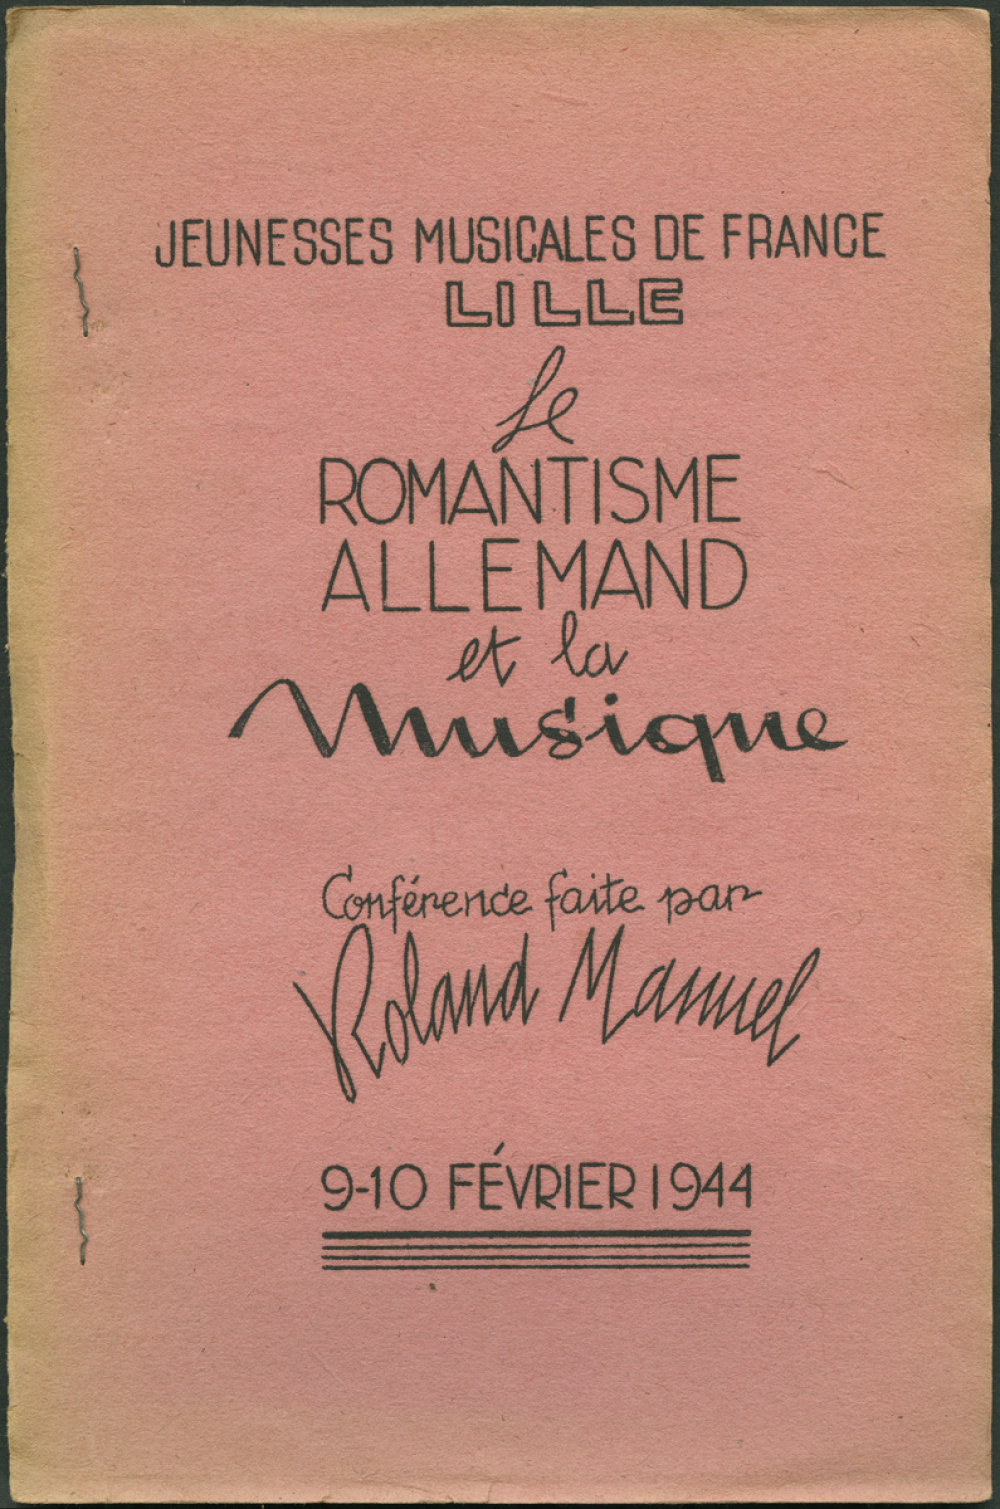 JEUNESSES MUSICALES DE FRANCE
LILLE
Le
ROMANTISME
ALLEMAND
et la
Musique
Conférence faite par
Roland Manuel
9-10 FÉVRIER 1944